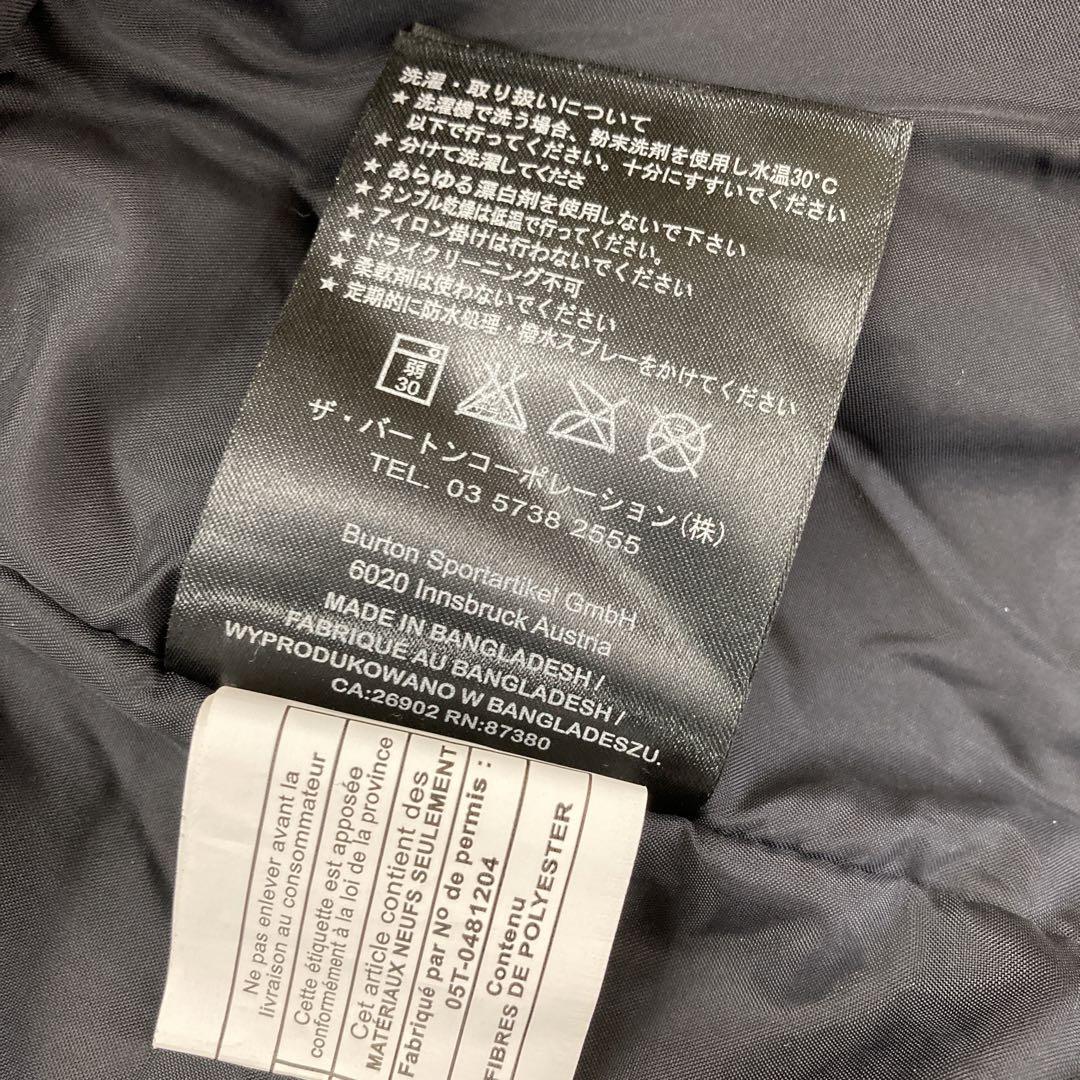 洗濯・取り扱いについて
★ 洗濯機で洗う場合、粉末洗剤を使用し水温30°C
以下で行ってください。十分にすすいでください
★ 分けて洗濯してくださ
★ あらゆる漂白剤を使用しないで下さい
★ タンブル乾燥は低温で行ってください。
★ アイロン掛けは行わないでください
★ ドライクリーニング不可
★ 柔軟剤は使わないでください
★ 定期的に防水処理・撥水スプレーをかけてください
弱
30
ザ・バートンコーポレーション(株)
TEL. 03 5738 2555
Burton Sportartikel GmbH
6020 Innsbruck Austria
MADE IN BANGLADESH /
FABRIQUE AU BANGLADESH /
WYPRODUKOWANO W BANGLADESZU.
CA:26902 RN:87380
Ne pas enlever avant la
livraison au consommateur
Cette étiquette est apposée
conformément à la loi de la province
Cet article contient des
MATÉRIAUX NEUFS SEULEMENT
Fabriqué par Nº de permis :
05T-0481204
Contenu
FIBRES DE POLYESTER